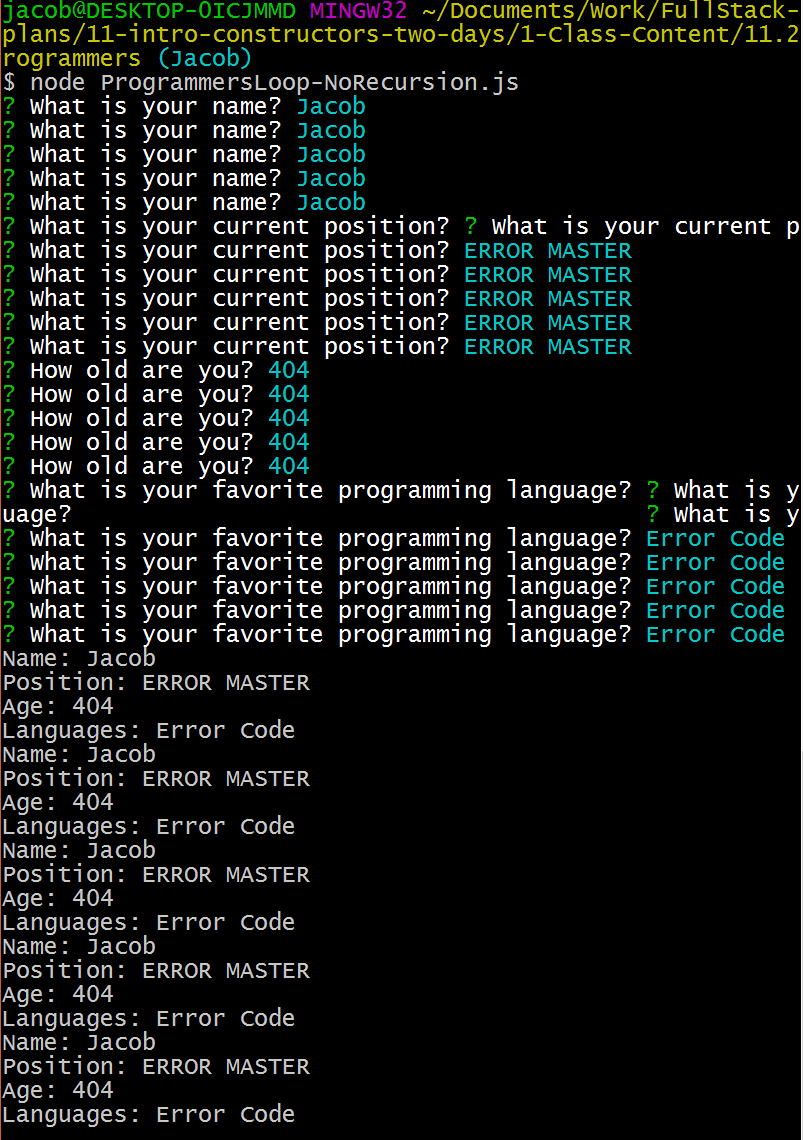 jacob@DESKTOP-OICJMMD MINGW32 ~/Documents/Work/FullStack-
plans/11-intro-constructors-two-days/1-Class-Content/11.2
rogrammers (Jacob)
$ node ProgrammersLoop-NoRecursion.js
? What is your name? Jacob
? What is your name? Jacob
? What is your name? Jacob
? What is your name? Jacob
? What is your name? Jacob
? What is your current position? ? What is your current p
? What is your current position? ERROR MASTER
? What is your current position? ERROR MASTER
? What is your current position? ERROR MASTER
? What is your current position? ERROR MASTER
? What is your current position? ERROR MASTER
? How old are you? 404
? How old are you? 404
? How old are you? 404
? How old are you? 404
? How old are you? 404
? What is your favorite programming language? ? What is y
uage? ? What is y
? What is your favorite programming language? Error Code
? What is your favorite programming language? Error Code
? What is your favorite programming language? Error Code
? What is your favorite programming language? Error Code
? What is your favorite programming language? Error Code
Name: Jacob
Position: ERROR MASTER
Age: 404
Languages: Error Code
Name: Jacob
Position: ERROR MASTER
Age: 404
Languages: Error Code
Name: Jacob
Position: ERROR MASTER
Age: 404
Languages: Error Code
Name: Jacob
Position: ERROR MASTER
Age: 404
Languages: Error Code
Name: Jacob
Position: ERROR MASTER
Age: 404
Languages: Error Code